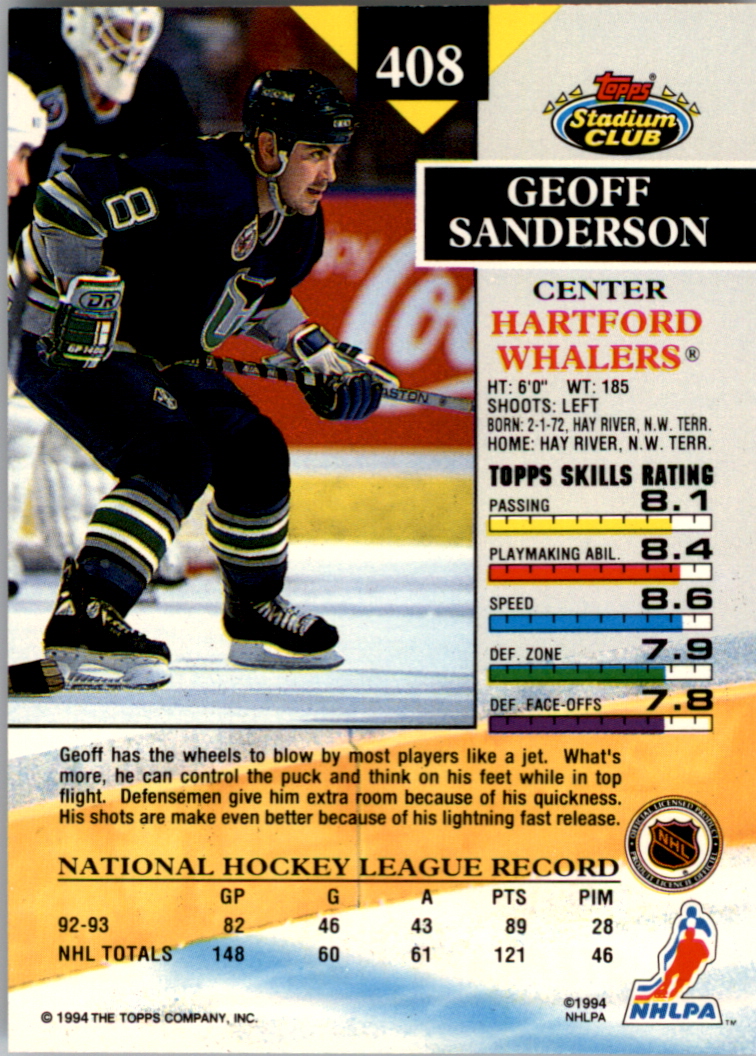 408
Topps®
Stadium
CLUB
GEOFF
SANDERSON
CENTER
HARTFORD
WHALERS®
HT: 6'0" WT: 185
SHOOTS: LEFT
BORN: 2-1-72, HAY RIVER, N.W. TERR.
HOME: HAY RIVER, N.W. TERR.
TOPPS SKILLS RATING
PASSING 8.1
PLAYMAKING ABIL. 8.4
SPEED 8.6
DEF. ZONE 7.9
DEF. FACE-OFFS 7.8
8
DR
EASTON
Geoff has the wheels to blow by most players like a jet. What's
more, he can control the puck and think on his feet while in top
flight. Defensemen give him extra room because of his quickness.
His shots are make even better because of his lightning fast release.
NATIONAL HOCKEY LEAGUE RECORD
GP G A PTS PIM
92-93 82 46 43 89 28
NHL TOTALS 148 60 61 121 46
NHL
© 1994 THE TOPPS COMPANY, INC.
©1994
NHLPA
NHLPA™